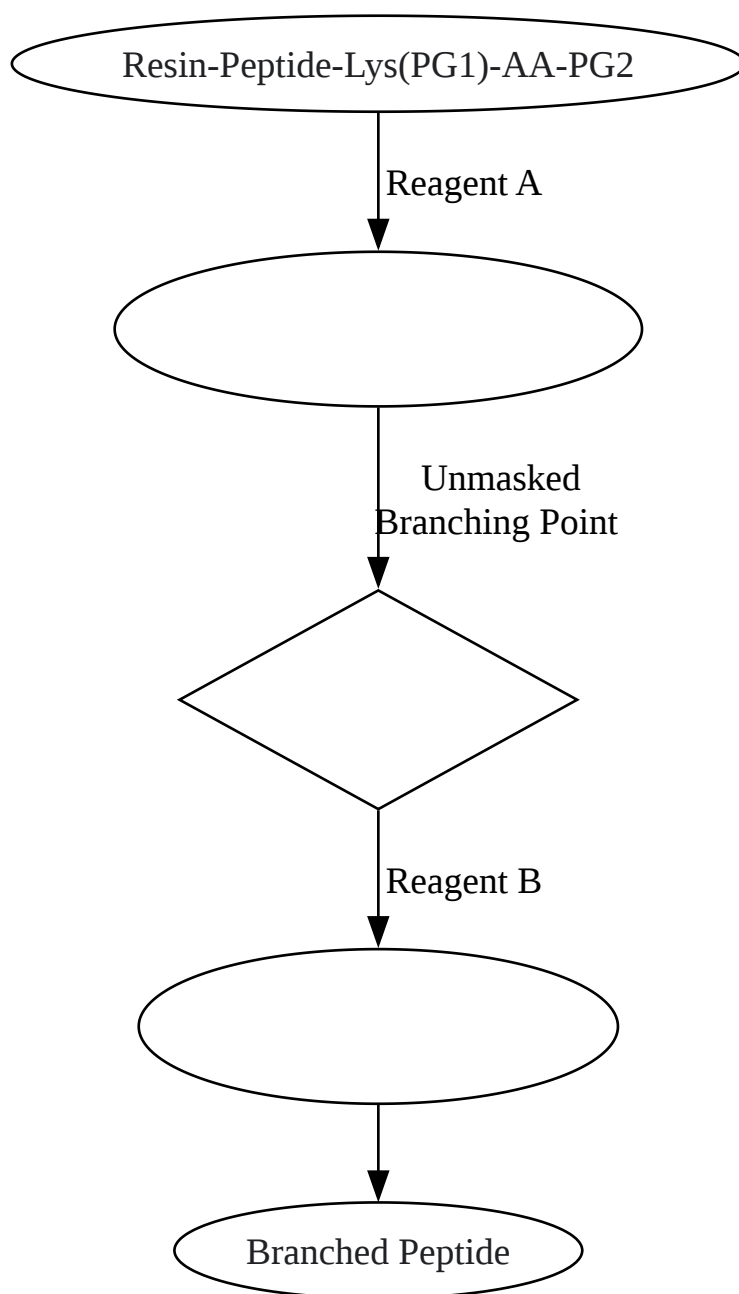 Resin-Peptide-Lys(PG1)-AA-PG2
Reagent A
Unmasked
Branching Point
Reagent B
Branched Peptide